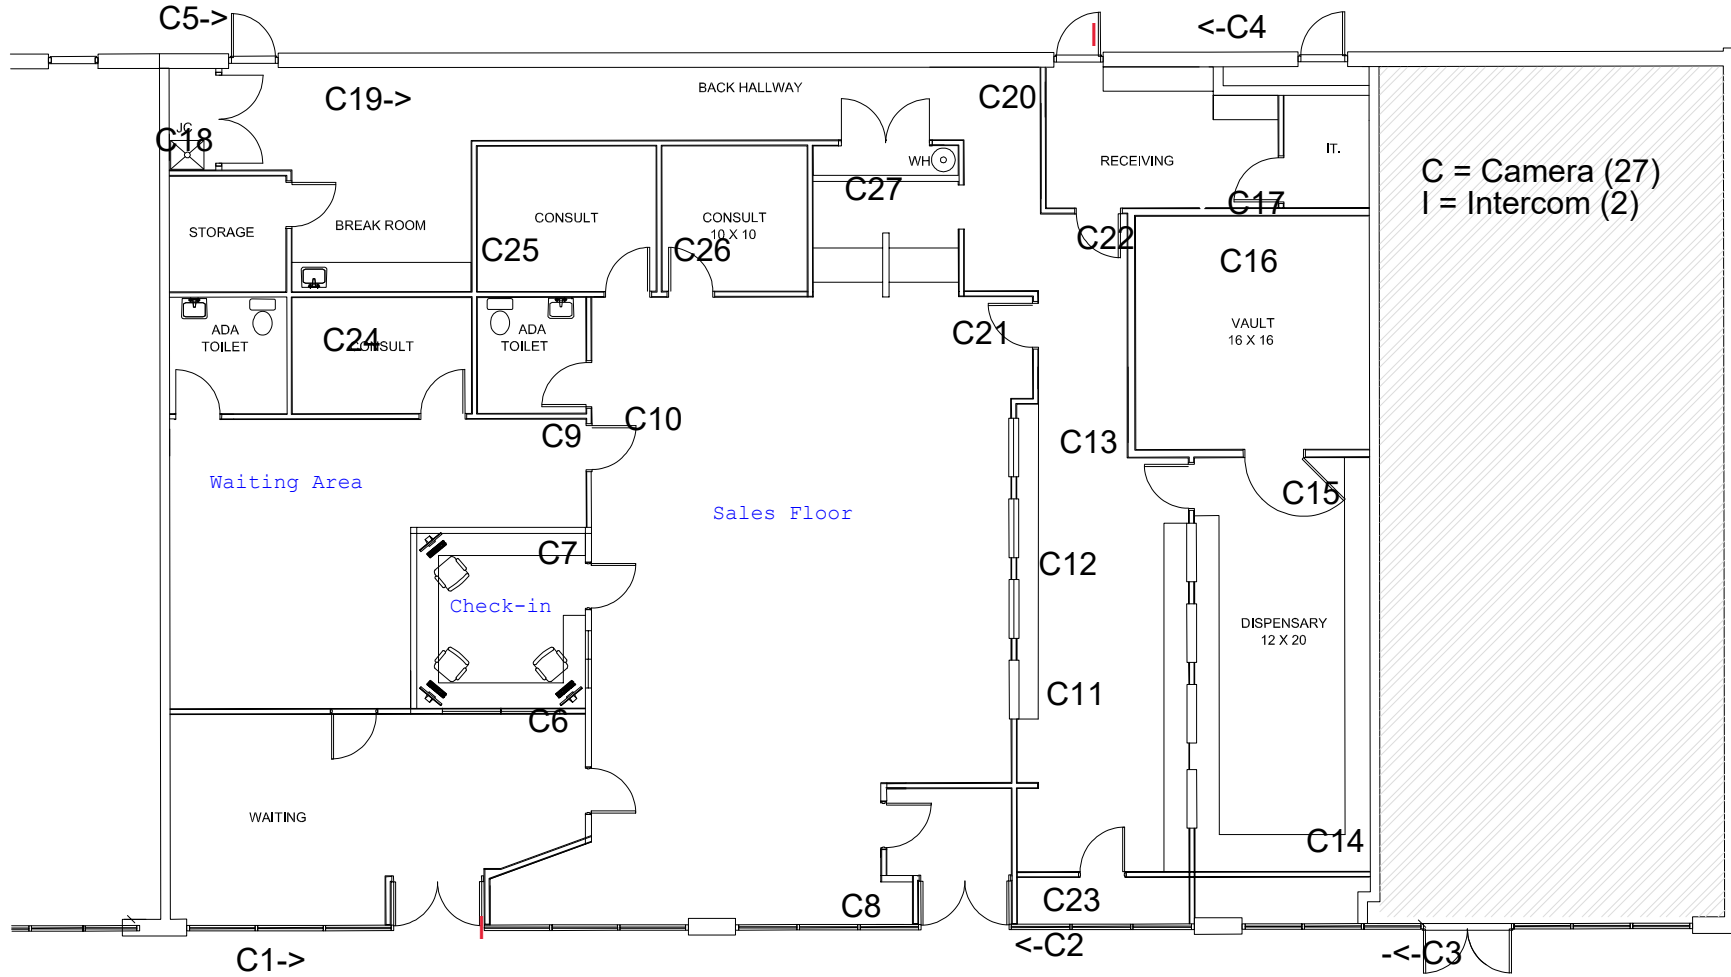 C5->
<-C4
C19->
BACK HALLWAY
C20
JC
C18
WH
RECEIVING
IT.
C = Camera (27)
I = Intercom (2)
C27
C17
STORAGE
BREAK ROOM
CONSULT
CONSULT
10 X 10
C25
C26
C22
C16
ADA
TOILET
C24
CONSULT
ADA
TOILET
C21
VAULT
16 X 16
C9
C10
C13
Waiting Area
Sales Floor
C15
C7
C12
Check-in
DISPENSARY
12 X 20
C6
C11
WAITING
C14
C8
C23
C1->
<-C2
-<-C3